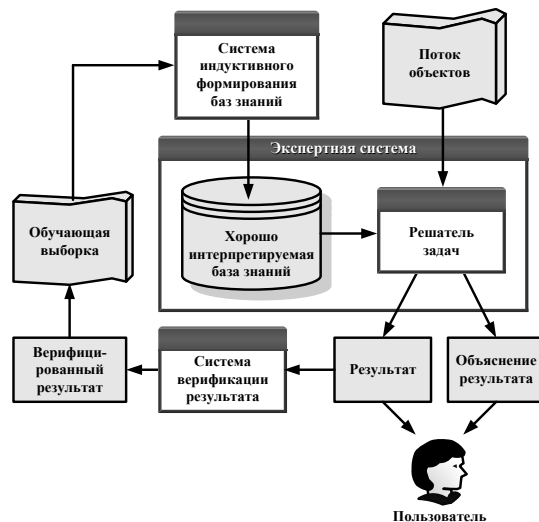 Система
индуктивного
формирования
баз знаний
Поток
объектов
Экспертная система
Обучающая
выборка
Хорошо
интерпретируемая
база знаний
Решатель
задач
Верифици-
рованный
результат
Система
верификации
результата
Результат
Объяснение
результата
Пользователь